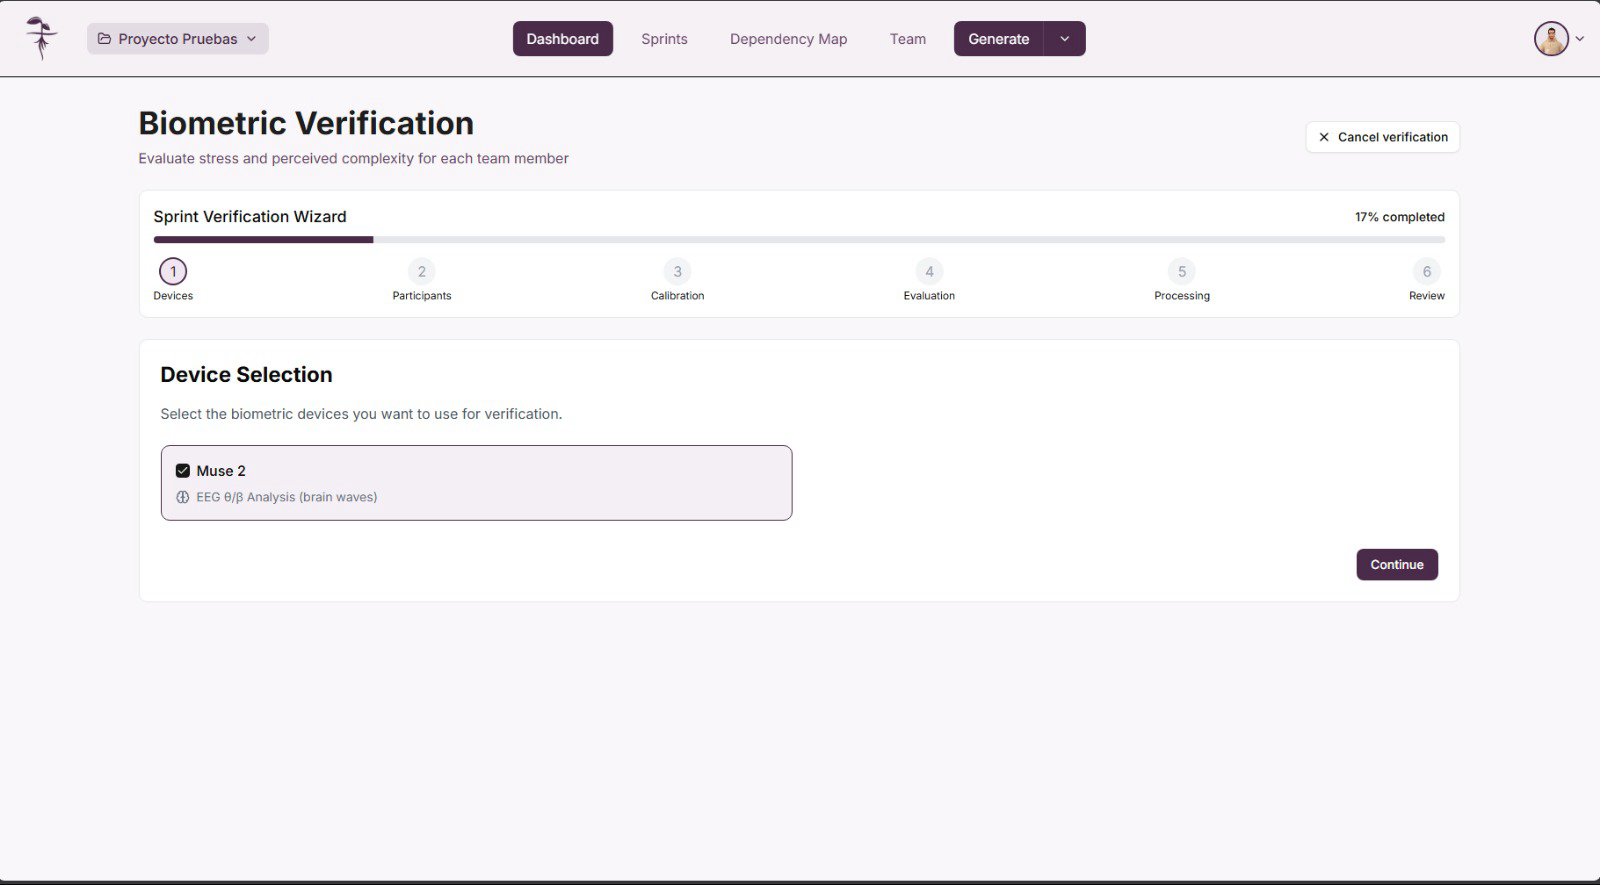 Proyecto Pruebas
Dashboard
Sprints
Dependency Map
Team
Generate
Biometric Verification
Evaluate stress and perceived complexity for each team member
Cancel verification
Sprint Verification Wizard
17% completed
1
2
3
4
5
6
Devices
Participants
Calibration
Evaluation
Processing
Review
Device Selection
Select the biometric devices you want to use for verification.
Muse 2
EEG θ/β Analysis (brain waves)
Continue